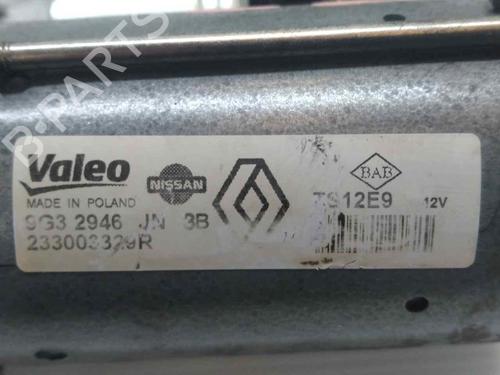 Valeo
NISSAN
BAB
MADE IN POLAND
TS12E9
12V
9G3 2946 JN 3B
233003329R
B-PARTS